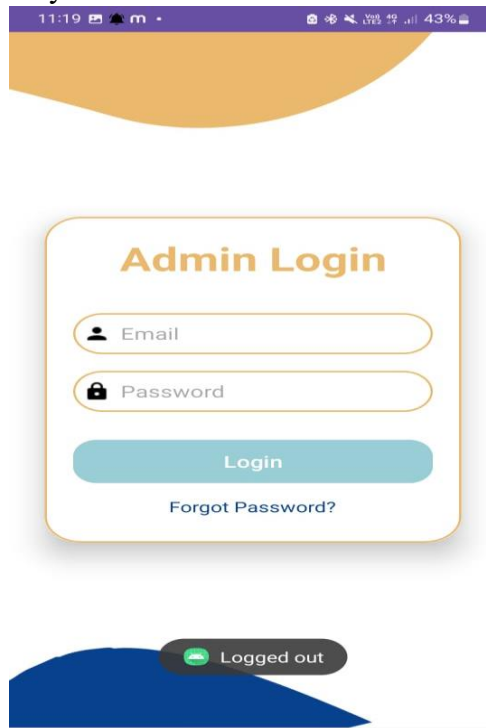 11:19 m • 43%
Admin Login
Email
Password
Login
Forgot Password?
Logged out